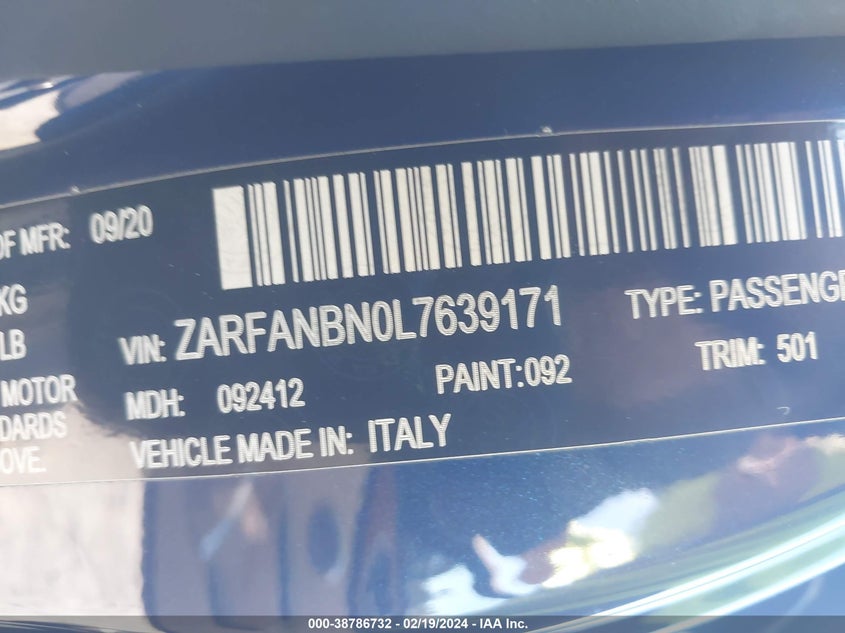 OF MFR: 09/20
KG
LB
VIN: ZARFANBN0L7639171 TYPE: PASSENGE
MOTOR
MDH: 092412 PAINT:092 TRIM: 501
DARDS
OVE.
VEHICLE MADE IN: ITALY
000-38786732 - 02/19/2024 - IAA Inc.